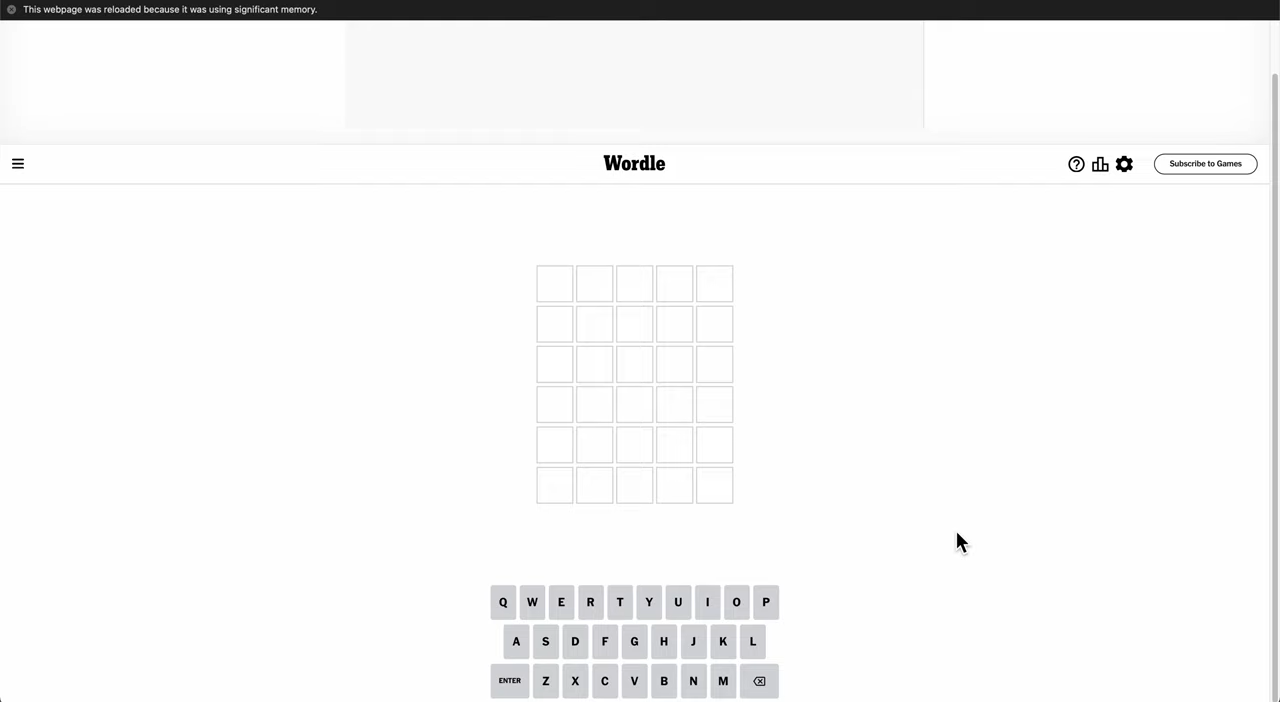 This webpage was reloaded because it was using significant memory.
Wordle
Subscribe to Games
Q W E R T Y U I O P
A S D F G H J K L
ENTER Z X C V B N M